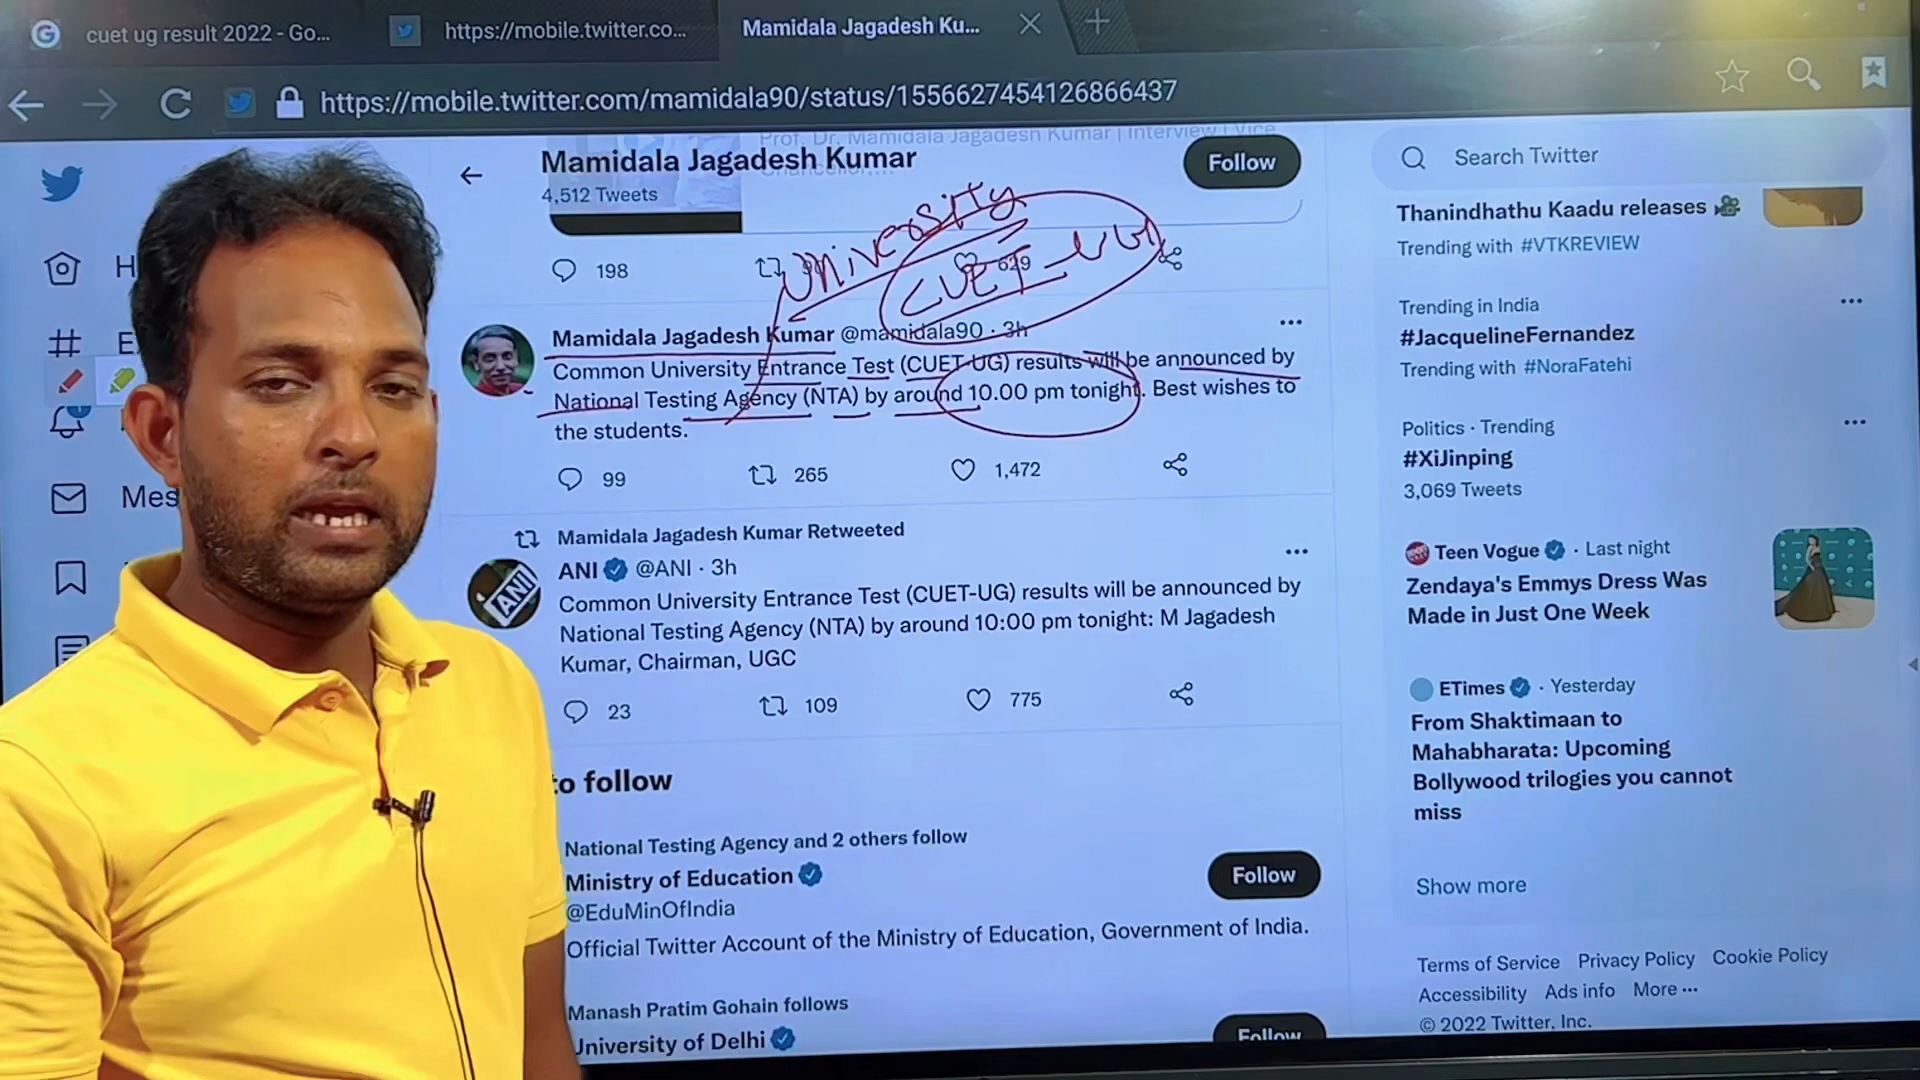 cuet ug result 2022 - Go...
https://mobile.twitter.co...
Mamidala Jagadesh Ku...
https://mobile.twitter.com/mamidala90/status/1556627454126866437
Prof. Dr. Mamidala Jagadesh Kumar | Interview | Vice
Mamidala Jagadesh Kumar
4,512 Tweets
Follow
University
CUET-UG
198
629
Mamidala Jagadesh Kumar @mamidala90 · 3h
Common University Entrance Test (CUET-UG) results will be announced by
National Testing Agency (NTA) by around 10.00 pm tonight. Best wishes to
the students.
99 265 1,472
Mamidala Jagadesh Kumar Retweeted
ANI @ANI · 3h
Common University Entrance Test (CUET-UG) results will be announced by
National Testing Agency (NTA) by around 10:00 pm tonight: M Jagadesh
Kumar, Chairman, UGC
23 109 775
to follow
National Testing Agency and 2 others follow
Ministry of Education
@EduMinOfIndia
Follow
Official Twitter Account of the Ministry of Education, Government of India.
Manash Pratim Gohain follows
University of Delhi
Follow
H
E
Mes
Search Twitter
Thanindhathu Kaadu releases
Trending with #VTKREVIEW
Trending in India
#JacquelineFernandez
Trending with #NoraFatehi
Politics · Trending
#XiJinping
3,069 Tweets
Teen Vogue · Last night
Zendaya's Emmys Dress Was
Made in Just One Week
ETimes · Yesterday
From Shaktimaan to
Mahabharata: Upcoming
Bollywood trilogies you cannot
miss
Show more
Terms of Service Privacy Policy Cookie Policy
Accessibility Ads info More ...
© 2022 Twitter, Inc.